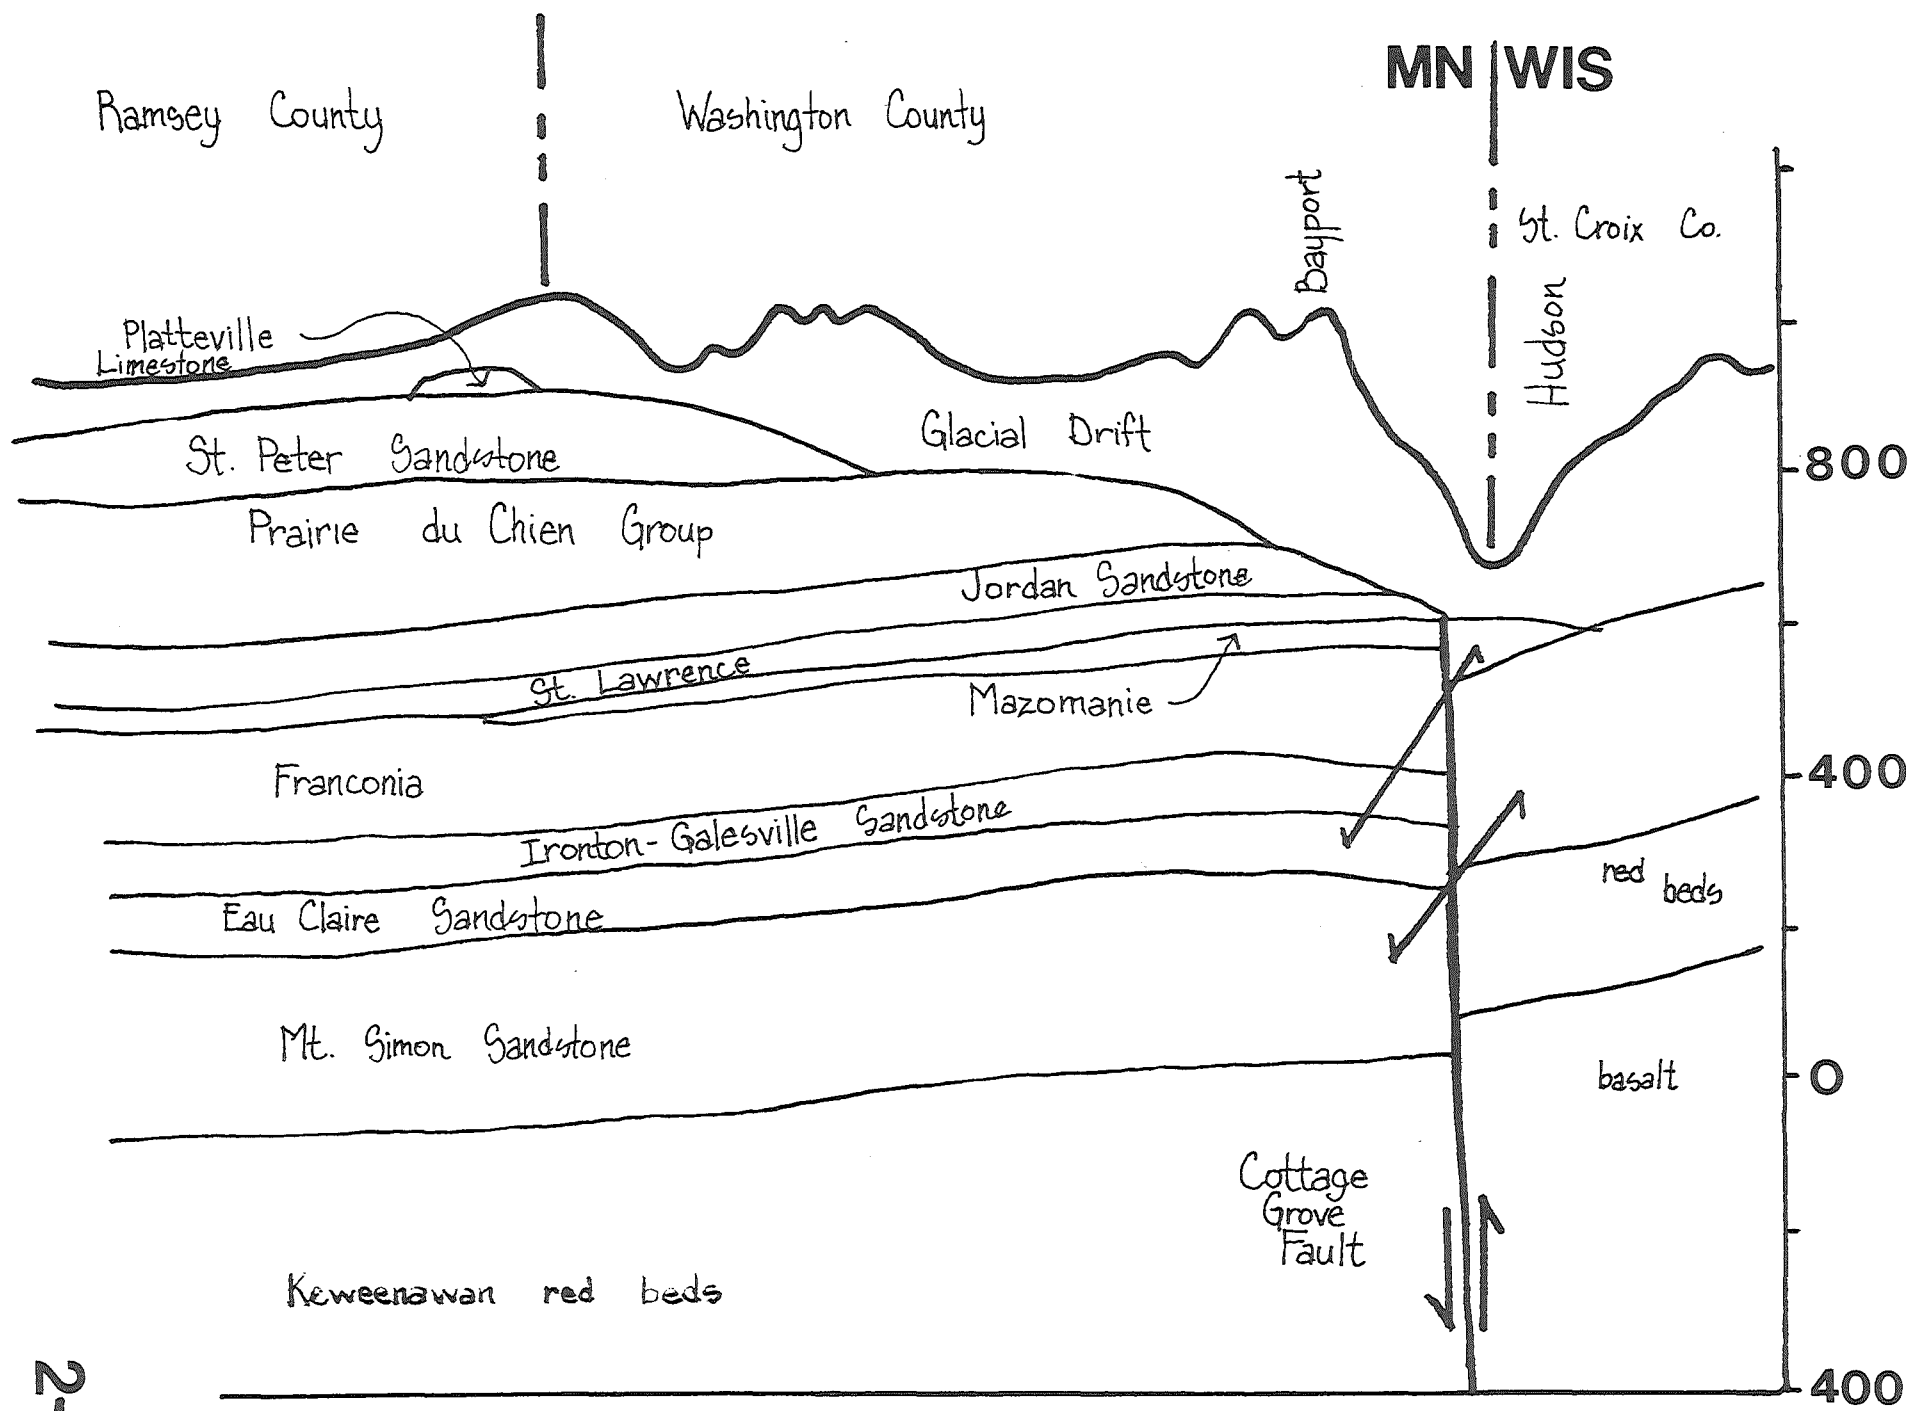 MN WIS
Ramsey County
Washington County
Bayport
St. Croix Co.
Hudson
Platteville
Limestone
Glacial Drift
St. Peter Sandstone
800
Prairie du Chien Group
Jordan Sandstone
St. Lawrence
Mazomanie
Franconia
400
Ironton-Galesville Sandstone
red
beds
Eau Claire Sandstone
Mt. Simon Sandstone
basalt
0
Cottage
Grove
Fault
Keweenawan red beds
2-
400